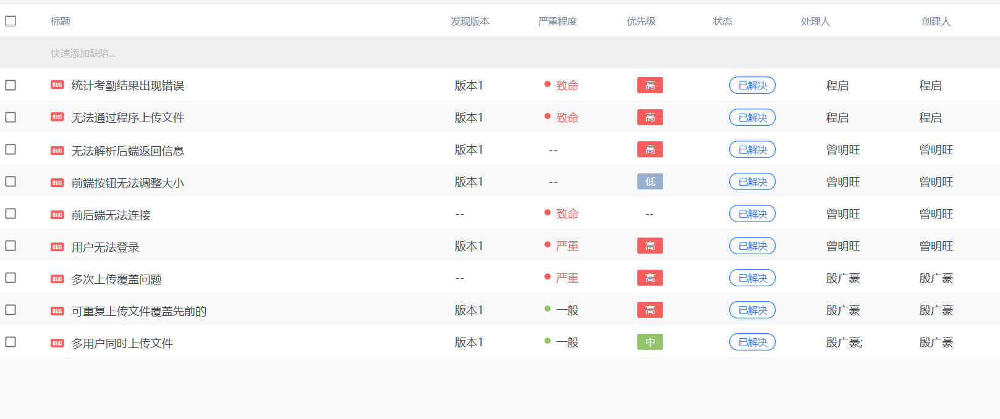 标题 发现版本 严重程度 优先级 状态 处理人 创建人
快速添加缺陷...
BUG 统计考勤结果出现错误 版本1 致命 高 已解决 程启 程启
BUG 无法通过程序上传文件 版本1 致命 高 已解决 程启 程启
BUG 无法解析后端返回信息 版本1 -- 高 已解决 曾明旺 曾明旺
BUG 前端按钮无法调整大小 版本1 -- 低 已解决 曾明旺 曾明旺
BUG 前后端无法连接 -- 致命 -- 已解决 曾明旺 曾明旺
BUG 用户无法登录 版本1 严重 高 已解决 曾明旺 曾明旺
BUG 多次上传覆盖问题 -- 严重 高 已解决 殷广豪 殷广豪
BUG 可重复上传文件覆盖先前的 版本1 一般 高 已解决 殷广豪 殷广豪
BUG 多用户同时上传文件 版本1 一般 中 已解决 殷广豪; 殷广豪